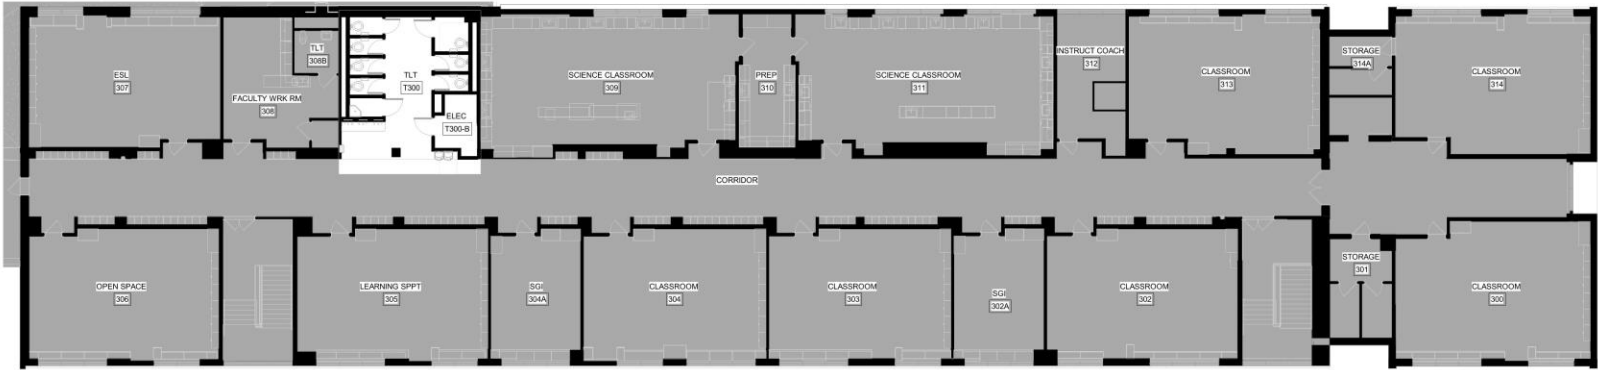 ESL
307
FACULTY WRK RM
308
TLT
308B
TLT
T300
ELEC
T300-B
SCIENCE CLASSROOM
309
PREP
310
SCIENCE CLASSROOM
311
INSTRUCT COACH
312
CLASSROOM
313
STORAGE
314A
CLASSROOM
314
CORRIDOR
OPEN SPACE
306
LEARNING SPPT
305
SGI
304A
CLASSROOM
304
CLASSROOM
303
SGI
302A
CLASSROOM
302
STORAGE
301
CLASSROOM
300